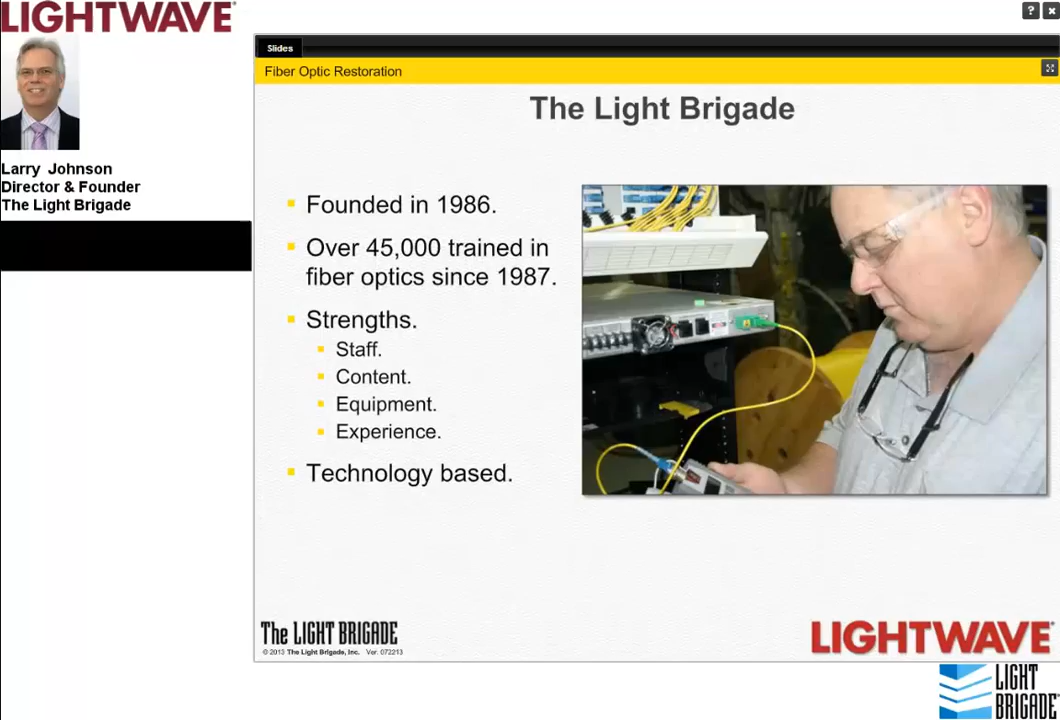 LIGHTWAVE
Larry Johnson
Director & Founder
The Light Brigade
?
Slides
Fiber Optic Restoration
The Light Brigade
Founded in 1986.
Over 45,000 trained in
fiber optics since 1987.
Strengths.
Staff.
Content.
Equipment.
Experience.
Technology based.
The LIGHT BRIGADE
© 2013 The Light Brigade, Inc. Ver. 072213
LIGHTWAVE
LIGHT
BRIGADE